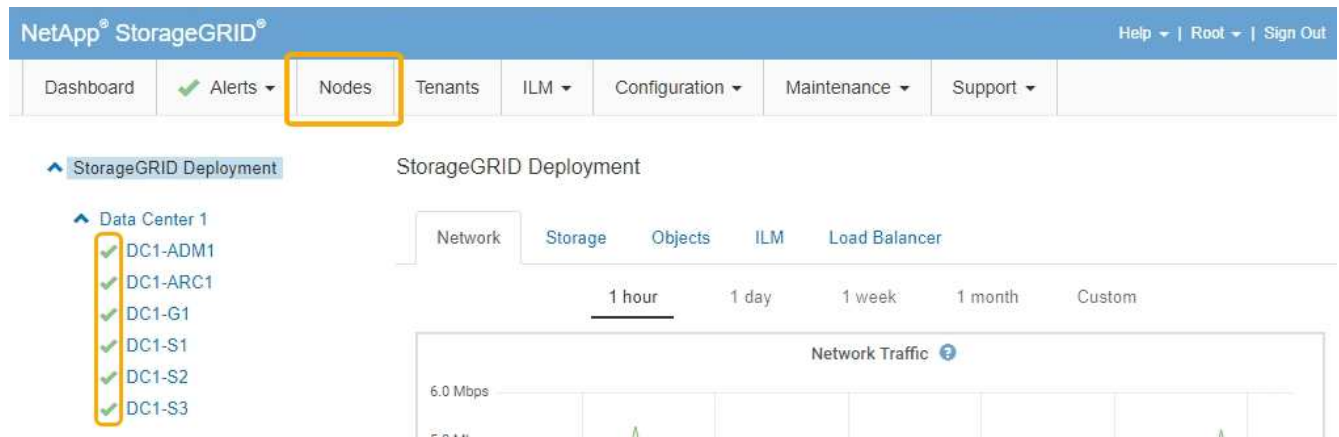 NetApp® StorageGRID®
Help | Root | Sign Out
Dashboard Alerts Nodes Tenants ILM Configuration Maintenance Support
StorageGRID Deployment
StorageGRID Deployment
Data Center 1
Network Storage Objects ILM Load Balancer
DC1-ADM1
DC1-ARC1
1 hour 1 day 1 week 1 month Custom
DC1-G1
DC1-S1
Network Traffic
DC1-S2
6.0 Mbps
DC1-S3